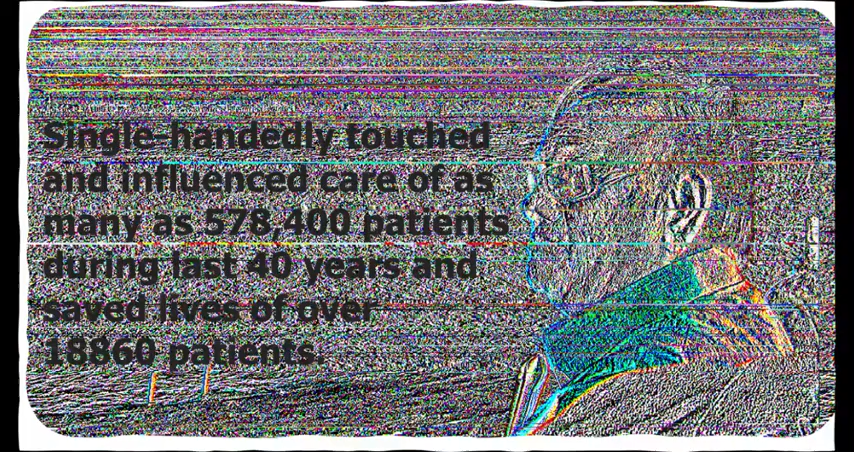 Single-handedly touched
and influenced care of as
many as 578,400 patients
during last 40 years and
saved lives of over
18860 patients.